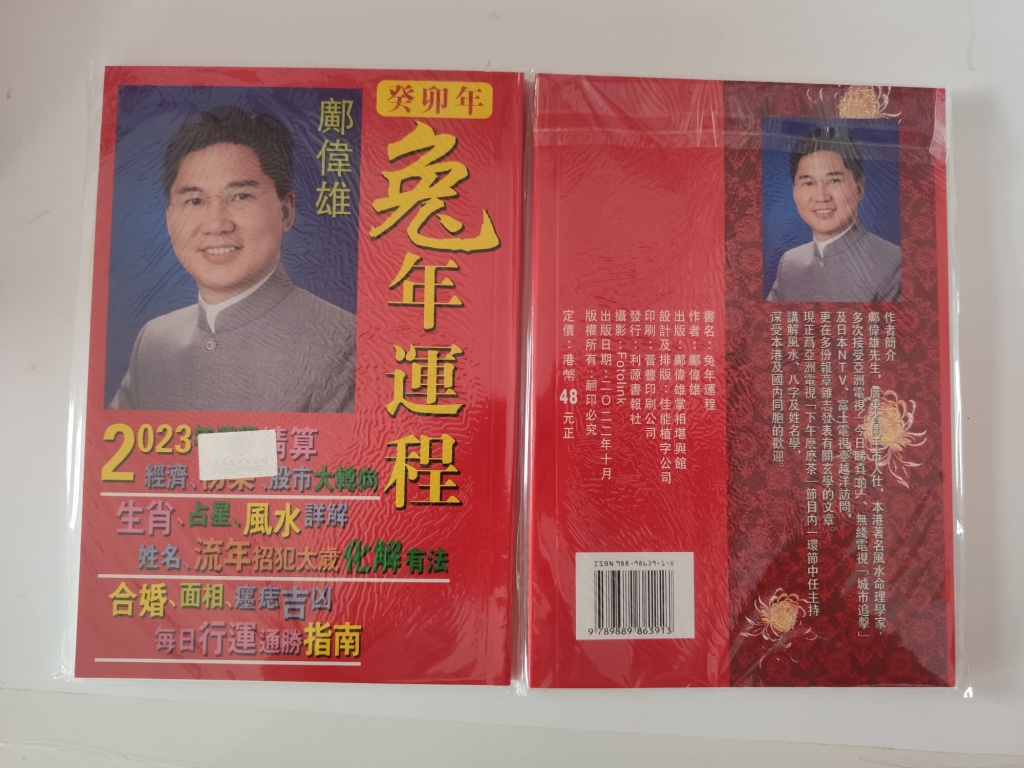 癸卯年
兔年運程
鄺偉雄
2023
精算
經濟、
、股市大轉向
生肖、占星、風水詳解
姓名、流年招犯太歲化解有法
合婚、面相、癦痣吉凶
每日行運通勝指南
作者簡介
鄺偉雄先生，廣東
市人仕，本港著名風水命理學家，
多次接受亞洲電視「今日睇真的」、無綫電視「城市追擊」
及日本NTV、富士電視臺越洋訪問。
更在多份報章雜志發表有關玄學的文章。
現正爲亞洲電視「下午麽麽茶」節目內一環節中任主持
講解風水、八字及姓名學，
深受本港及國內同胞的歡迎。
書名：兔年運程
作者：鄺偉雄
出版：鄺偉雄掌相堪輿館
設計及排版：佳能植字公司
印刷：晋豐印刷公司
發行：利源書報社
攝影：Fotolink
出版日期：二〇二二年十月
版權所有：翻印必究
定價：港幣48元正
ISBN 988-98639-1-X
9 789889 863913